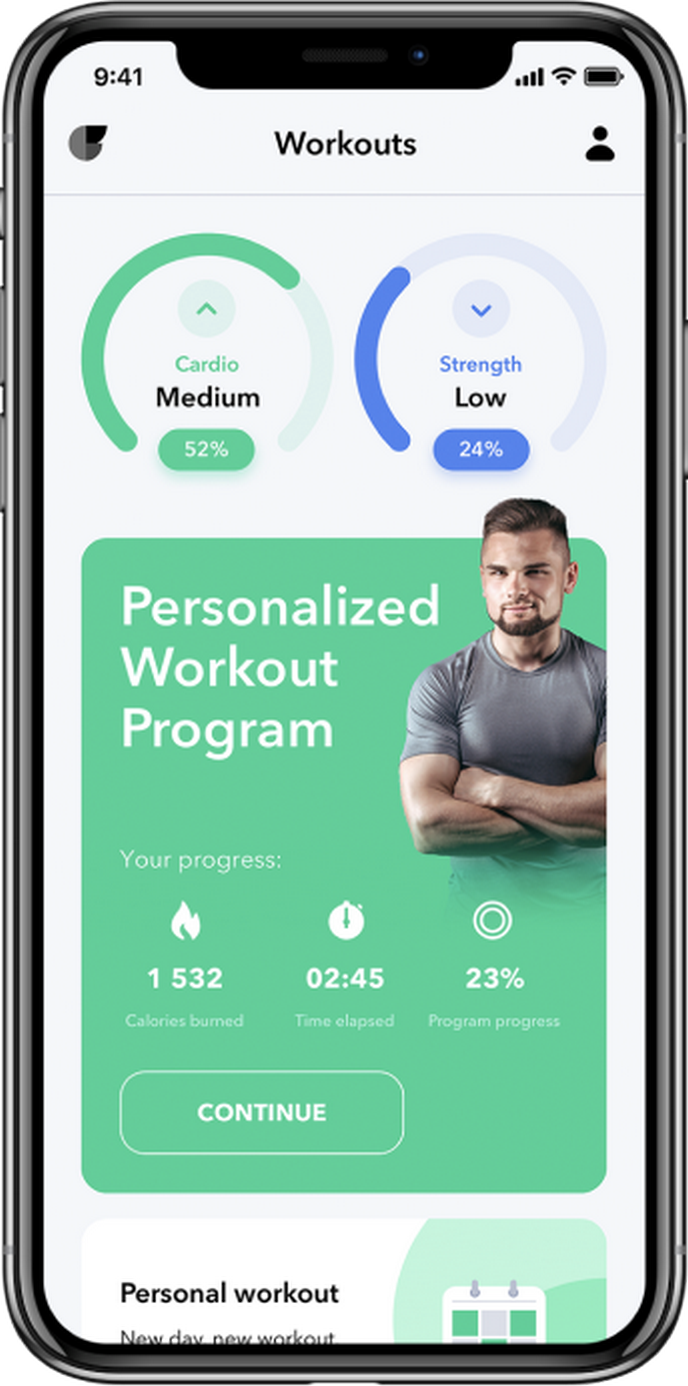 9:41
Workouts
Cardio
Medium
52%
Strength
Low
24%
Personalized
Workout
Program
Your progress:
1 532
02:45
23%
Calories burned
Time elapsed
Program progress
CONTINUE
Personal workout
New day, new workout.